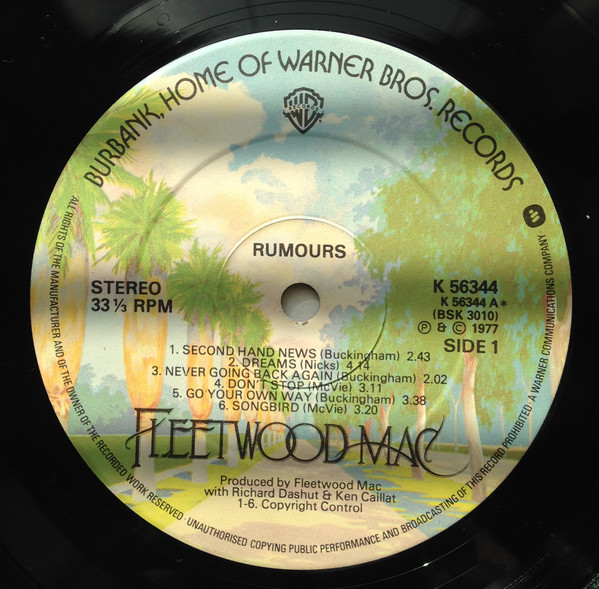 BURBANK, HOME OF WARNER BROS. RECORDS
RECORDS
RUMOURS
STEREO
33⅓ RPM
K 56344
K 56344 A*
(BSK 3010)
Ⓟ & © 1977
SIDE 1
1. SECOND HAND NEWS (Buckingham) 2.43
2. DREAMS (Nicks) 4.14
3. NEVER GOING BACK AGAIN (Buckingham) 2.02
4. DON'T STOP (McVie) 3.11
5. GO YOUR OWN WAY (Buckingham) 3.38
6. SONGBIRD (McVie) 3.20
FLEETWOOD MAC
Produced by Fleetwood Mac
with Richard Dashut & Ken Caillat
1-6. Copyright Control
ALL RIGHTS OF THE MANUFACTURER AND OF THE OWNER OF THE RECORDED WORK RESERVED · UNAUTHORISED COPYING PUBLIC PERFORMANCE AND BROADCASTING OF THIS RECORD PROHIBITED. A WARNER COMMUNICATIONS COMPANY